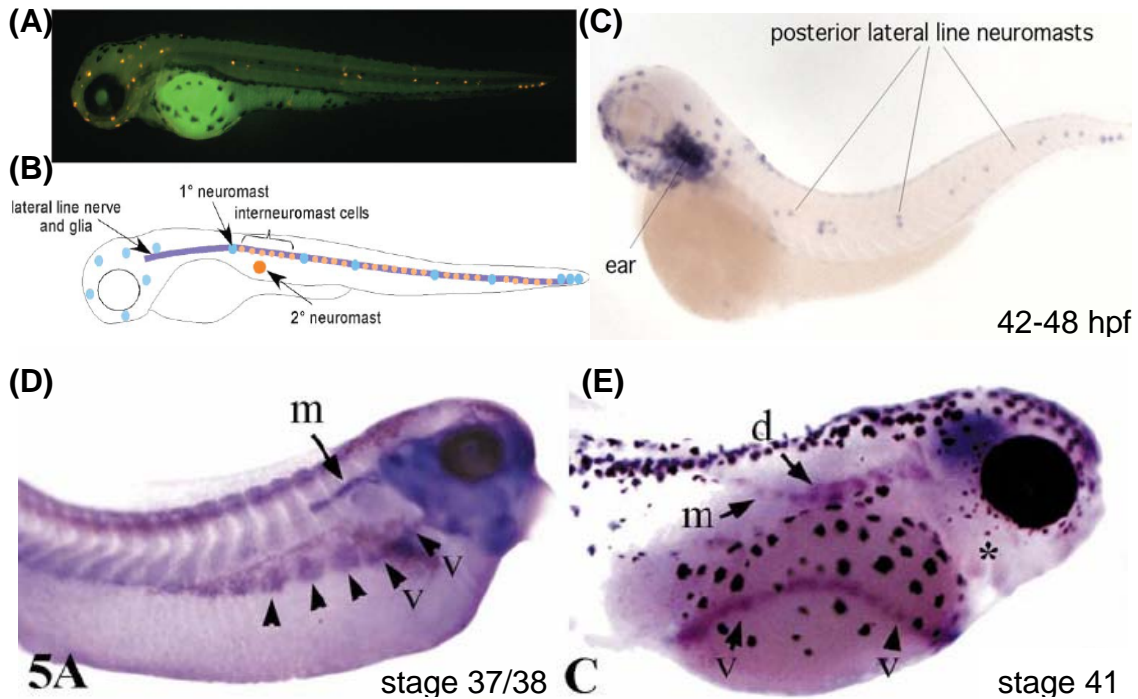 (A)
(B)
1° neuromast
lateral line nerve
and glia
interneuromast cells
2° neuromast
(C)
posterior lateral line neuromasts
ear
42-48 hpf
(D)
m
v
v
5A
stage 37/38
(E)
d
m
*
v
v
C
stage 41